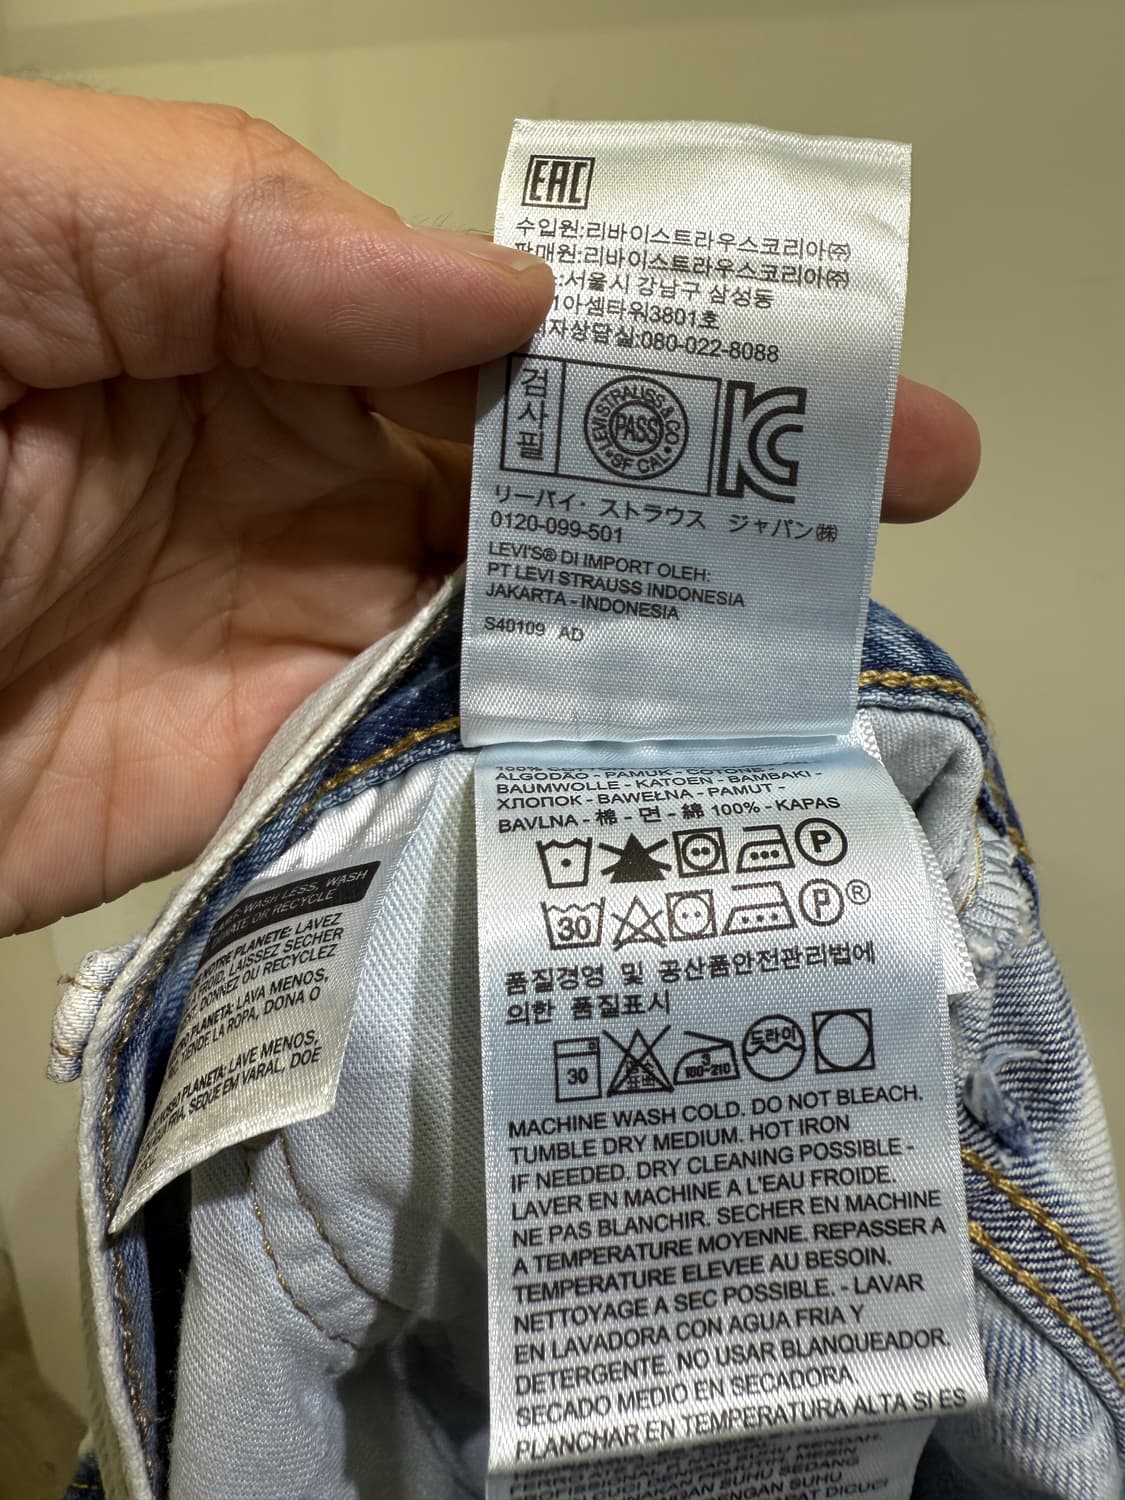 EAC
수입원:리바이스트라우스코리아㈜
판매원:리바이스트라우스코리아㈜
:서울시 강남구 삼성동
아셈타워3801호
자상담실:080-022-8088
검사필
LEVI STRAUSS & CO
PASS
SF CAL
KC
リーバイ・ストラウス ジャパン㈱
0120-099-501
LEVI'S® DI IMPORT OLEH:
PT LEVI STRAUSS INDONESIA
JAKARTA - INDONESIA
S40109 AD
ALGODÃO - PAMUK - COTONE -
BAUMWOLLE - KATOEN - BAMBAKI -
ХЛОПОК - BAWEŁNA - PAMUT -
BAVLNA - 棉 - 면 - 綿 100% - KAPAS
P
30 P ®
품질경영 및 공산품안전관리법에
의한 품질표시
30 3 180~210 드라이
MACHINE WASH COLD. DO NOT BLEACH.
TUMBLE DRY MEDIUM. HOT IRON
IF NEEDED. DRY CLEANING POSSIBLE -
LAVER EN MACHINE A L'EAU FROIDE.
NE PAS BLANCHIR. SECHER EN MACHINE
A TEMPERATURE MOYENNE. REPASSER A
TEMPERATURE ELEVEE AU BESOIN.
NETTOYAGE A SEC POSSIBLE. - LAVAR
EN LAVADORA CON AGUA FRIA Y
DETERGENTE. NO USAR BLANQUEADOR.
SECADO MEDIO EN SECADORA.
PLANCHAR EN TEMPERATURA ALTA SI ES
WASH LESS, WASH
OR RECYCLE
NOTRE PLANETE: LAVEZ
FROID, LAISSEZ SECHER
DONNEZ OU RECYCLEZ
PLANETA: LAVA MENOS,
TIENDE LA ROPA, DONA O
PLANETA: LAVE MENOS,
FRIA, SEQUE EM VARAL, DOE